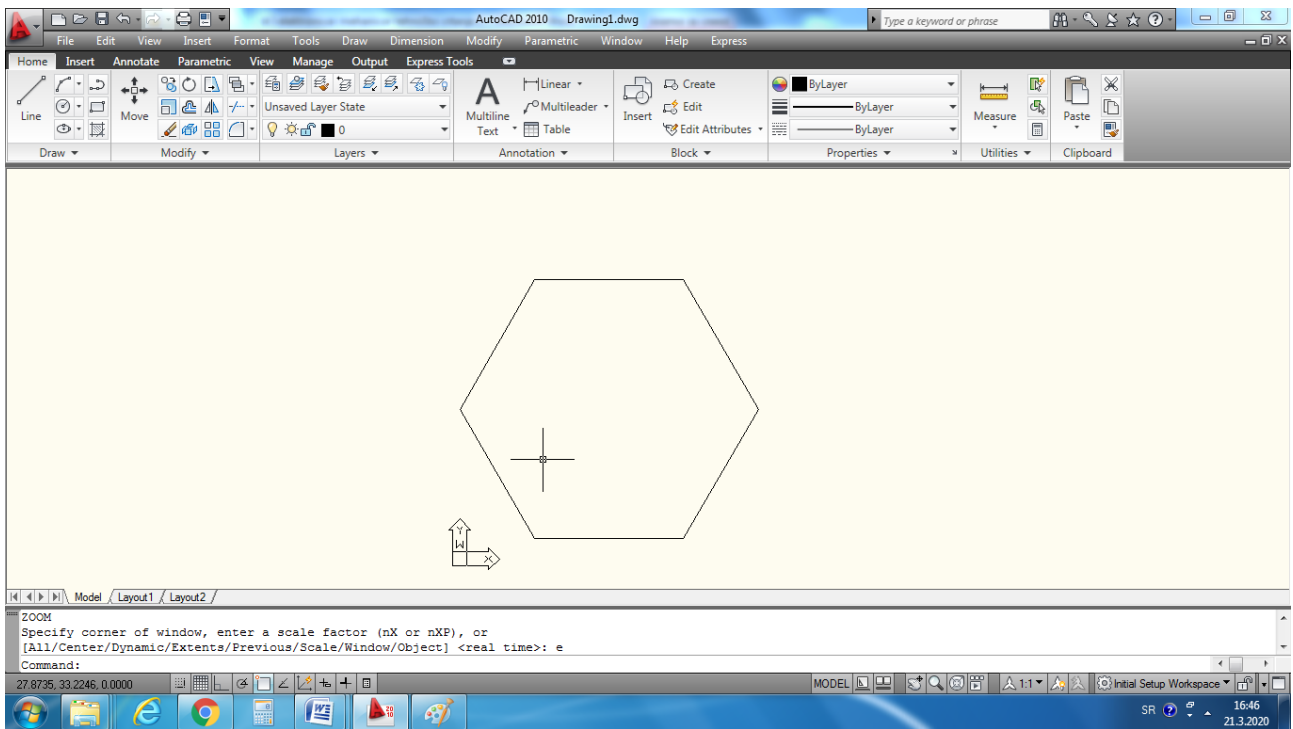 AutoCAD 2010 Drawing1.dwg Type a keyword or phrase
File Edit View Insert Format Tools Draw Dimension Modify Parametric Window Help Express
Home Insert Annotate Parametric View Manage Output Express Tools
Linear Create ByLayer
Unsaved Layer State Multileader Edit ByLayer
Line Move Multiline Text Insert Measure Paste
0 Table Edit Attributes ByLayer
Draw Modify Layers Annotation Block Properties Utilities Clipboard
Y
W
X
Model Layout1 Layout2
ZOOM
Specify corner of window, enter a scale factor (nX or nXP), or
[All/Center/Dynamic/Extents/Previous/Scale/Window/Object] <real time>: e
Command:
27.8735, 33.2246, 0.0000 MODEL 1:1 Initial Setup Workspace
SR 16:46
21.3.2020